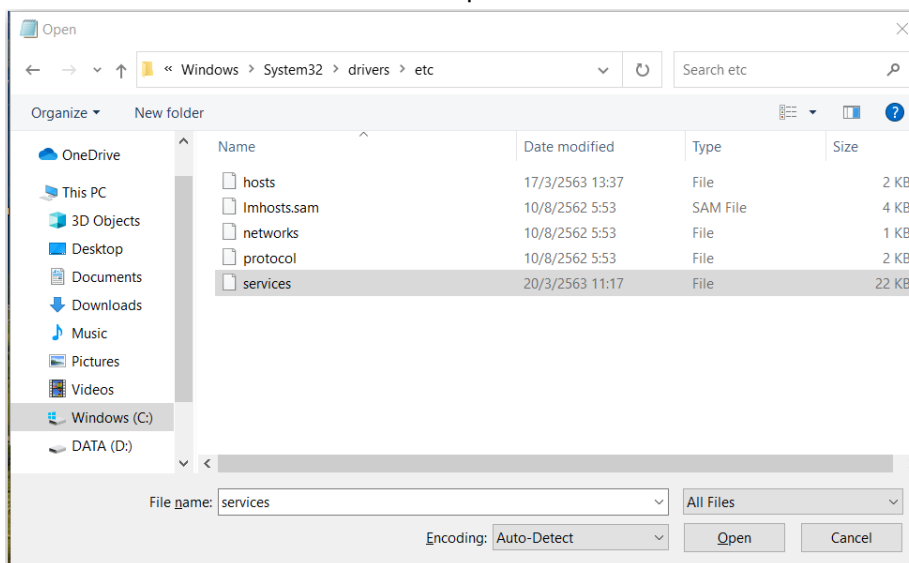 Open
« Windows > System32 > drivers > etc
Search etc
Organize New folder
?
Name Date modified Type Size
OneDrive
This PC
3D Objects
Desktop
Documents
Downloads
Music
Pictures
Videos
Windows (C:)
DATA (D:)
hosts 17/3/2563 13:37 File 2 KB
lmhosts.sam 10/8/2562 5:53 SAM File 4 KB
networks 10/8/2562 5:53 File 1 KB
protocol 10/8/2562 5:53 File 2 KB
services 20/3/2563 11:17 File 22 KB
File name: services All Files
Encoding: Auto-Detect Open Cancel